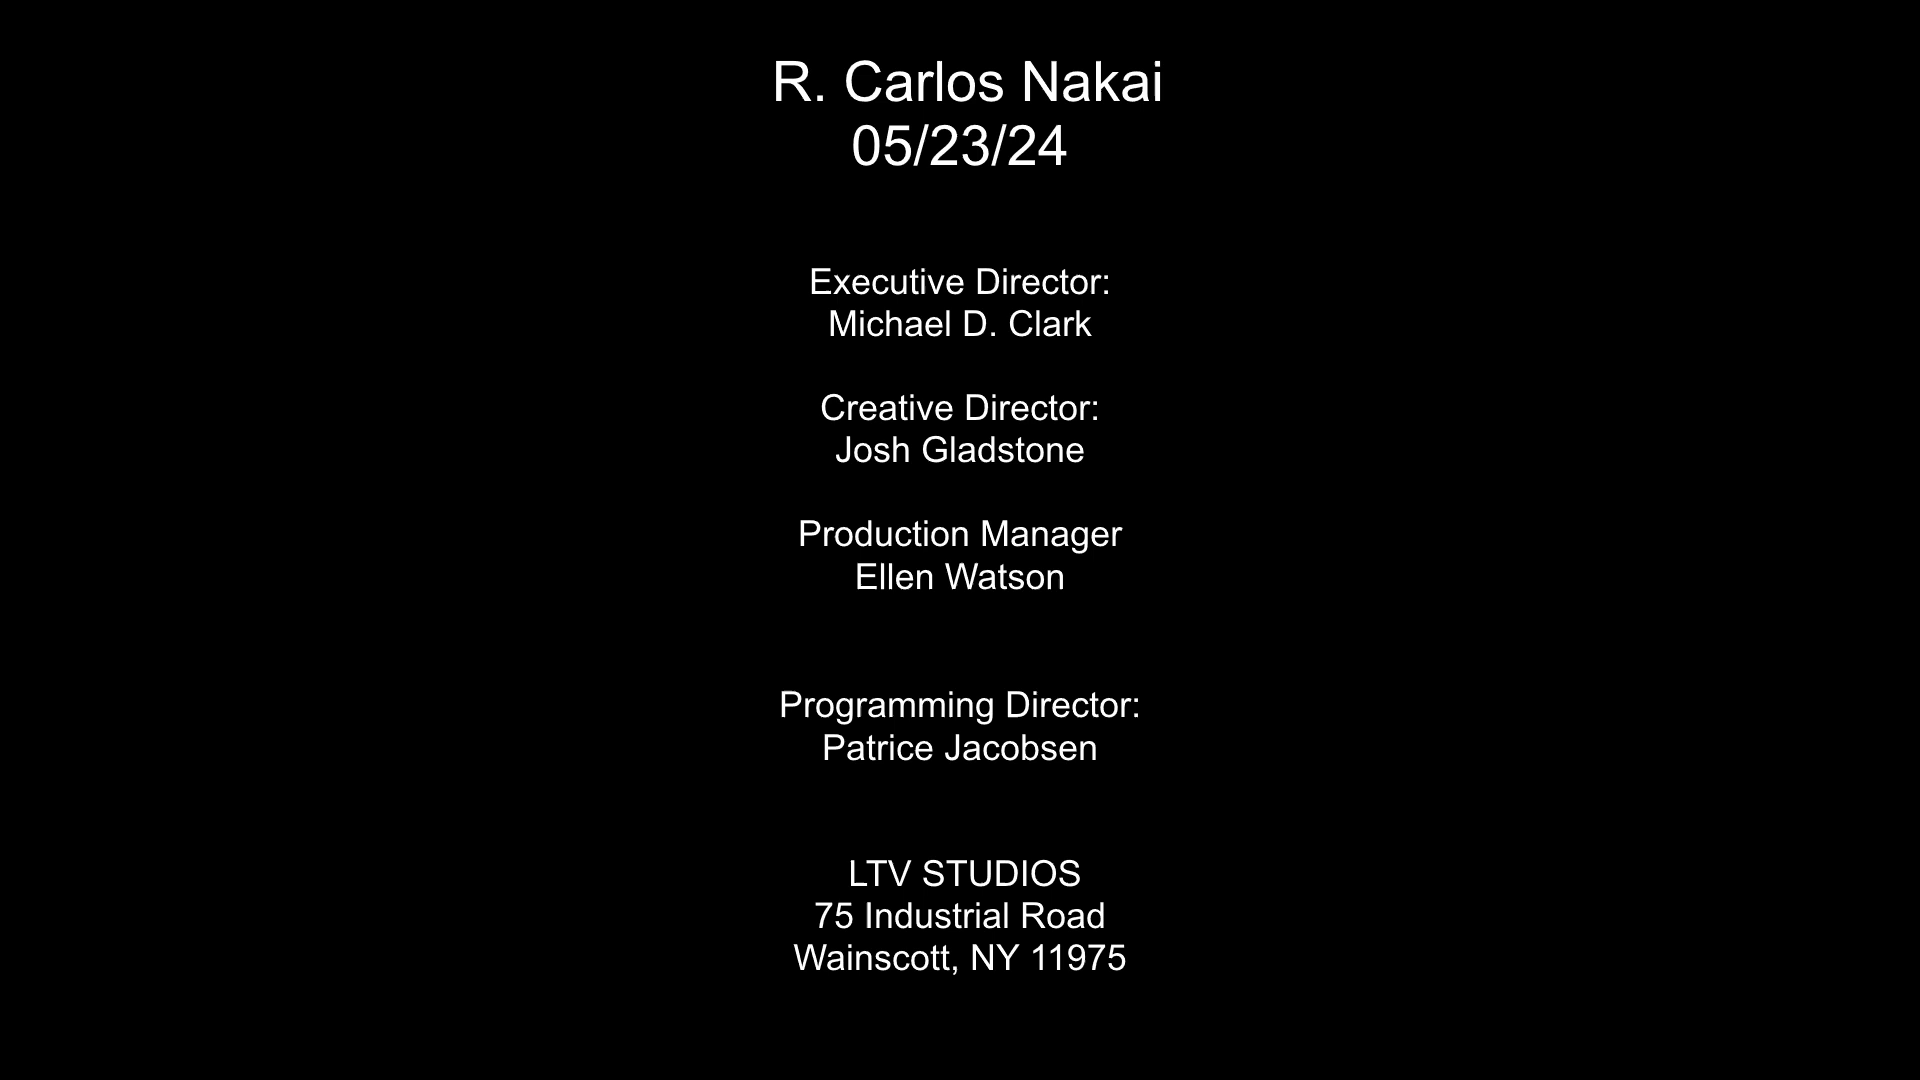 R. Carlos Nakai
05/23/24
Executive Director:
Michael D. Clark
Creative Director:
Josh Gladstone
Production Manager
Ellen Watson
Programming Director:
Patrice Jacobsen
LTV STUDIOS
75 Industrial Road
Wainscott, NY 11975